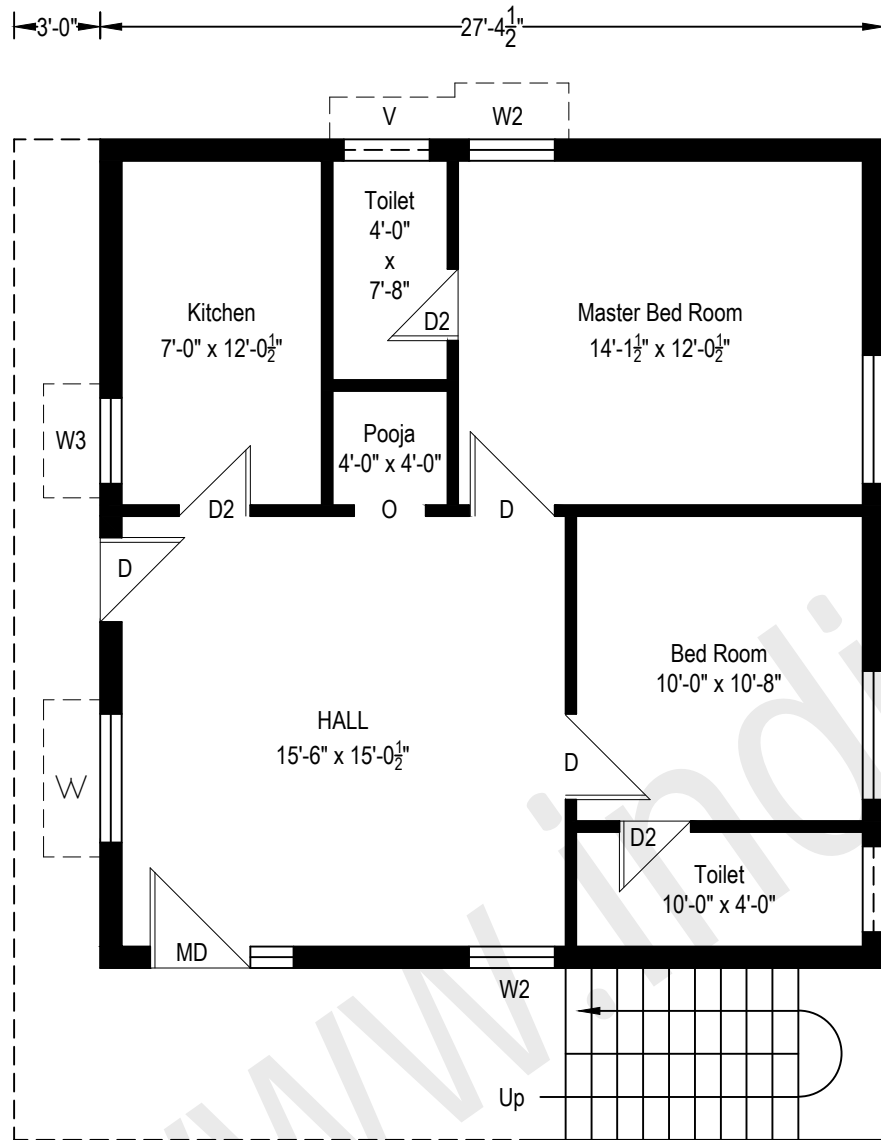 3'-0" 27'-4½"
V W2
Toilet
4'-0"
x
7'-8"
D2
Kitchen
7'-0" x 12'-0½"
Master Bed Room
14'-1½" x 12'-0½"
W3
Pooja
4'-0" x 4'-0"
D2 O D
D
Bed Room
10'-0" x 10'-8"
HALL
15'-6" x 15'-0½"
W
D
D2
Toilet
10'-0" x 4'-0"
MD
W2
Up
www.indi